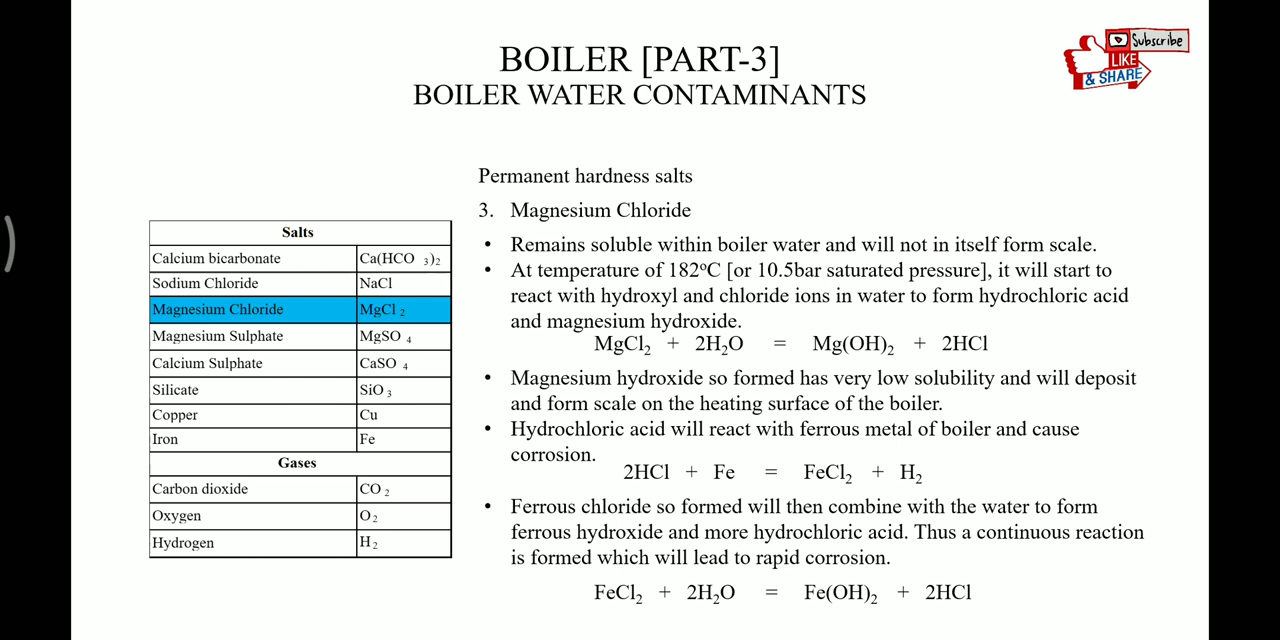 BOILER [PART-3]
BOILER WATER CONTAMINANTS
Subscribe
LIKE
& SHARE
Salts
Calcium bicarbonate Ca(HCO ₃)₂
Sodium Chloride NaCl
Magnesium Chloride MgCl ₂
Magnesium Sulphate MgSO ₄
Calcium Sulphate CaSO ₄
Silicate SiO ₃
Copper Cu
Iron Fe
Gases
Carbon dioxide CO ₂
Oxygen O ₂
Hydrogen H ₂
Permanent hardness salts
3. Magnesium Chloride
• Remains soluble within boiler water and will not in itself form scale.
• At temperature of 182ºC [or 10.5bar saturated pressure], it will start to
react with hydroxyl and chloride ions in water to form hydrochloric acid
and magnesium hydroxide.
MgCl₂ + 2H₂O = Mg(OH)₂ + 2HCl
• Magnesium hydroxide so formed has very low solubility and will deposit
and form scale on the heating surface of the boiler.
• Hydrochloric acid will react with ferrous metal of boiler and cause
corrosion.
2HCl + Fe = FeCl₂ + H₂
• Ferrous chloride so formed will then combine with the water to form
ferrous hydroxide and more hydrochloric acid. Thus a continuous reaction
is formed which will lead to rapid corrosion.
FeCl₂ + 2H₂O = Fe(OH)₂ + 2HCl